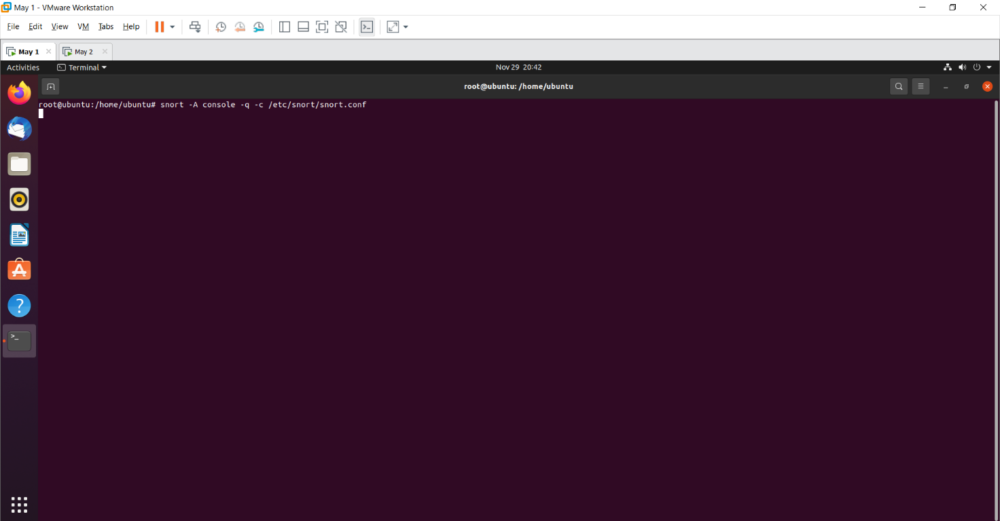 May 1 - VMware Workstation
File Edit View VM Tabs Help
May 1 May 2
Activities Terminal Nov 29 20:42
root@ubuntu: /home/ubuntu
root@ubuntu:/home/ubuntu# snort -A console -q -c /etc/snort/snort.conf